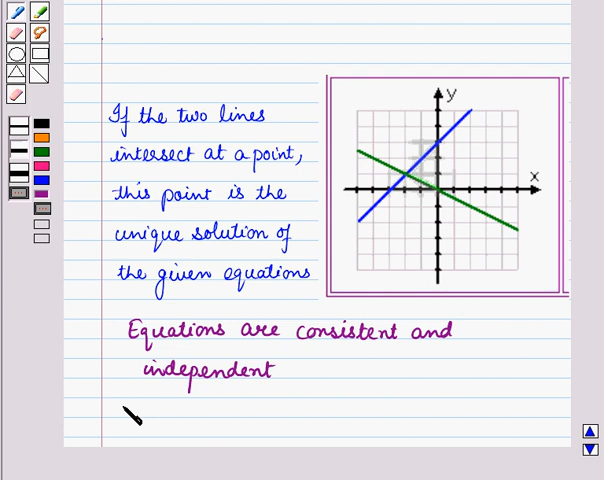 If the two lines
intersect at a point,
this point is the
unique solution of
the given equations
y
x
Equations are consistent and
independent